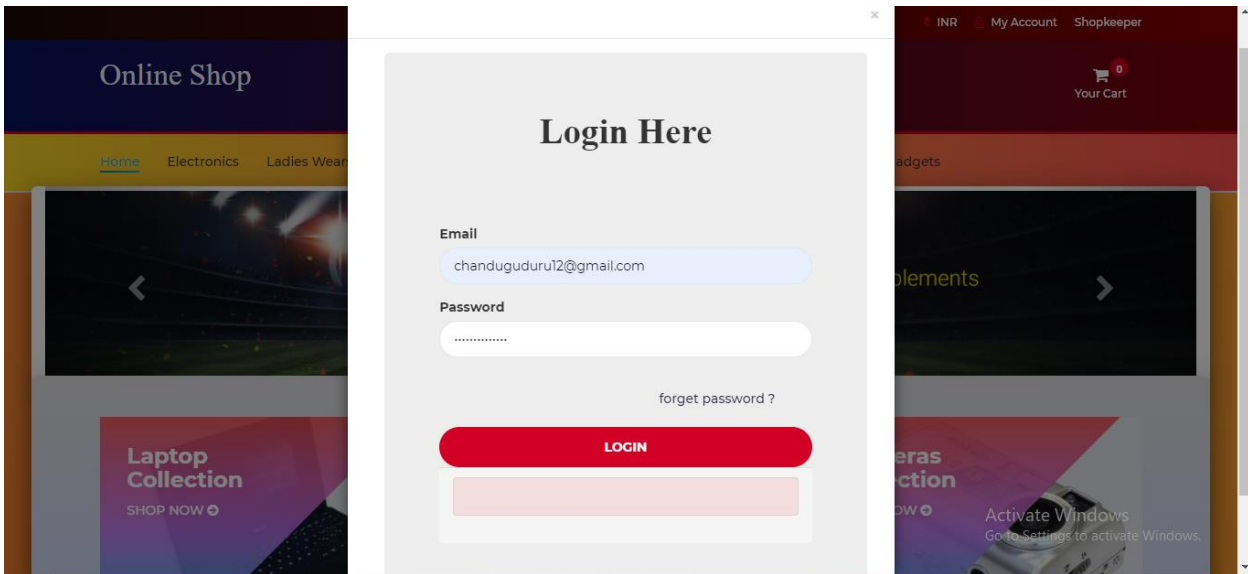 ×
INR My Account Shopkeeper
Online Shop
0
Your Cart
Login Here
Home Electronics Ladies Wear adgets
Email
chanduguduru12@gmail.com
plements
Password
..............
forget password ?
LOGIN
Laptop
Collection
SHOP NOW
eras
ction
OW
Activate Windows
Go to Settings to activate Windows.